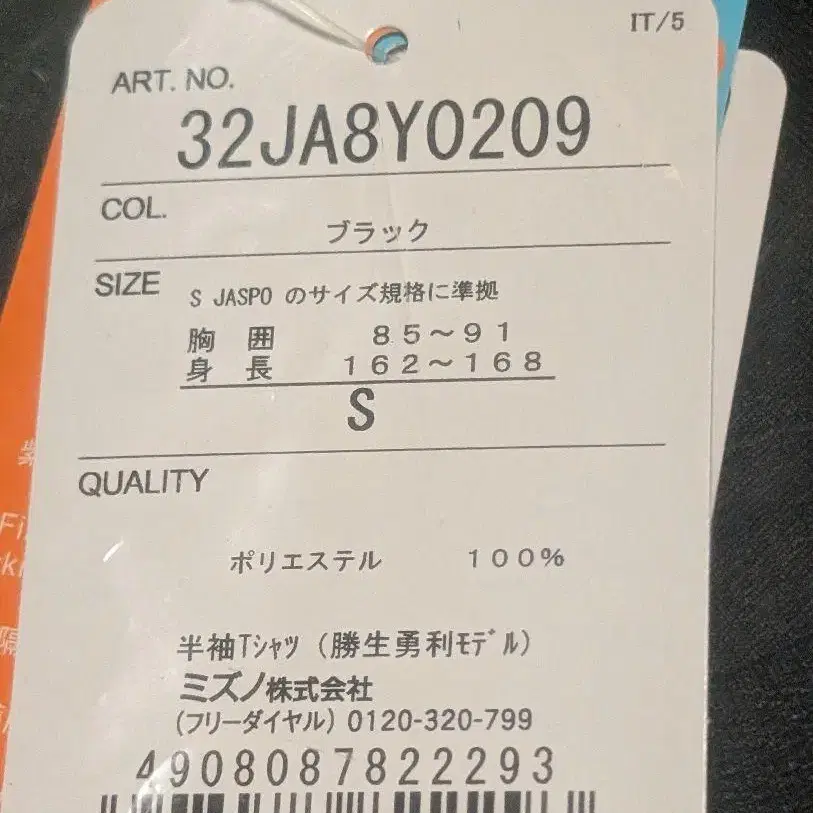 IT/5
ART. NO.
32JA8Y0209
COL.
ブラック
SIZE
S JASPO のサイズ規格に準拠
胸 囲 85～91
身 長 162～168
S
QUALITY
ポリエステル 100%
半袖Tシャツ (勝生勇利ﾓﾃﾞﾙ)
ミズノ株式会社
(フリーダイヤル) 0120-320-799
4908087822293